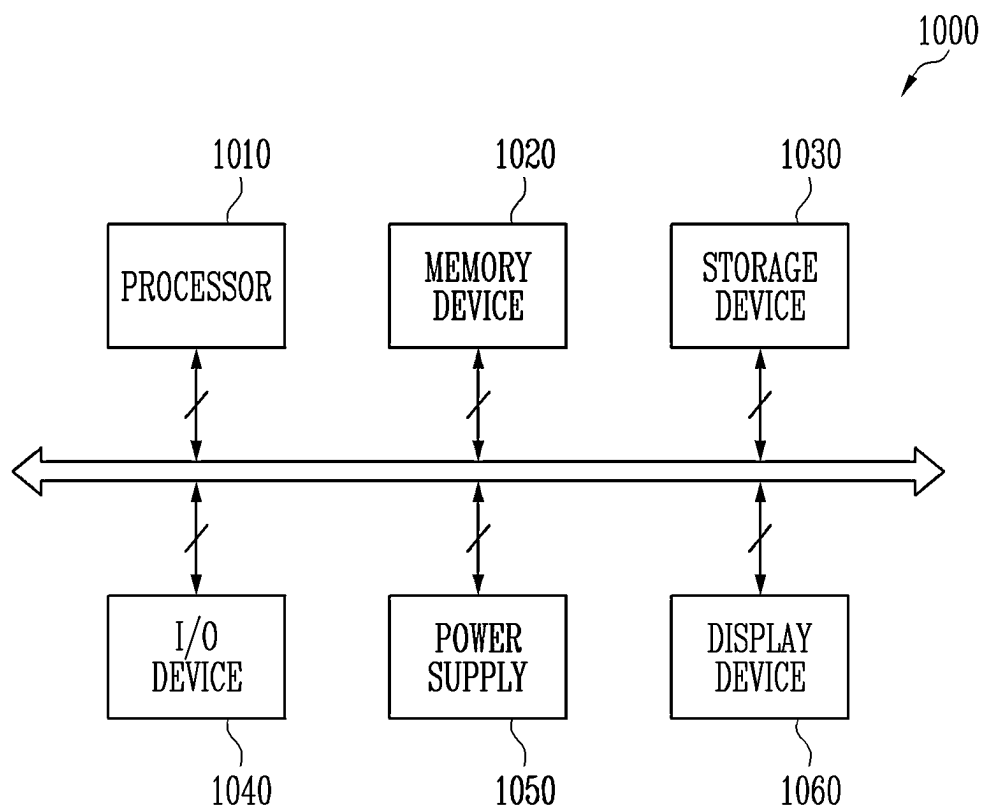 1000
1010
1020
1030
PROCESSOR
MEMORY
DEVICE
STORAGE
DEVICE
I/O
DEVICE
POWER
SUPPLY
DISPLAY
DEVICE
1040
1050
1060